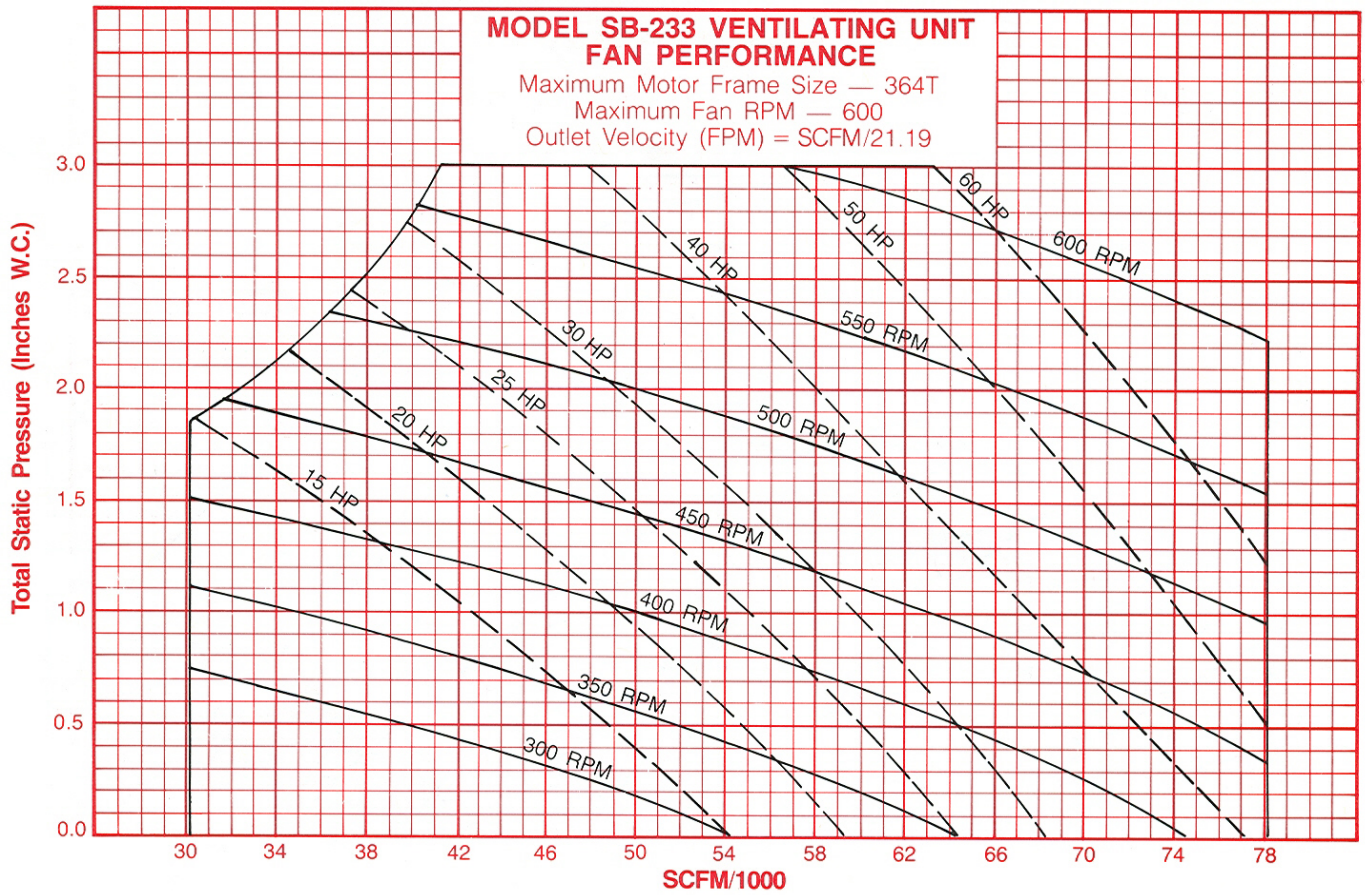 MODEL SB-233 VENTILATING UNIT
FAN PERFORMANCE
Maximum Motor Frame Size — 364T
Maximum Fan RPM — 600
Outlet Velocity (FPM) = SCFM/21.19
Total Static Pressure (Inches W.C.)
3.0
2.5
2.0
1.5
1.0
0.5
0.0
60 HP
50 HP
40 HP
30 HP
25 HP
20 HP
15 HP
600 RPM
550 RPM
500 RPM
450 RPM
400 RPM
350 RPM
300 RPM
30 34 38 42 46 50 54 58 62 66 70 74 78
SCFM/1000